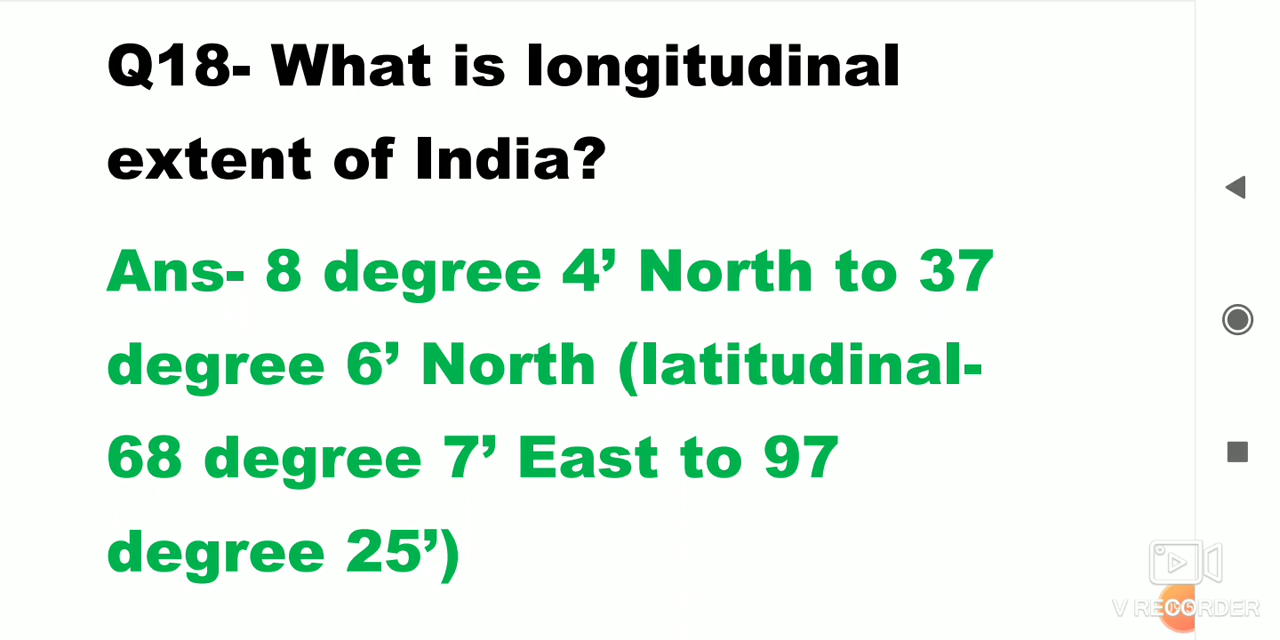 Q18- What is longitudinal
extent of India?
Ans- 8 degree 4’ North to 37
degree 6’ North (latitudinal-
68 degree 7’ East to 97
degree 25’)
V RECORDER